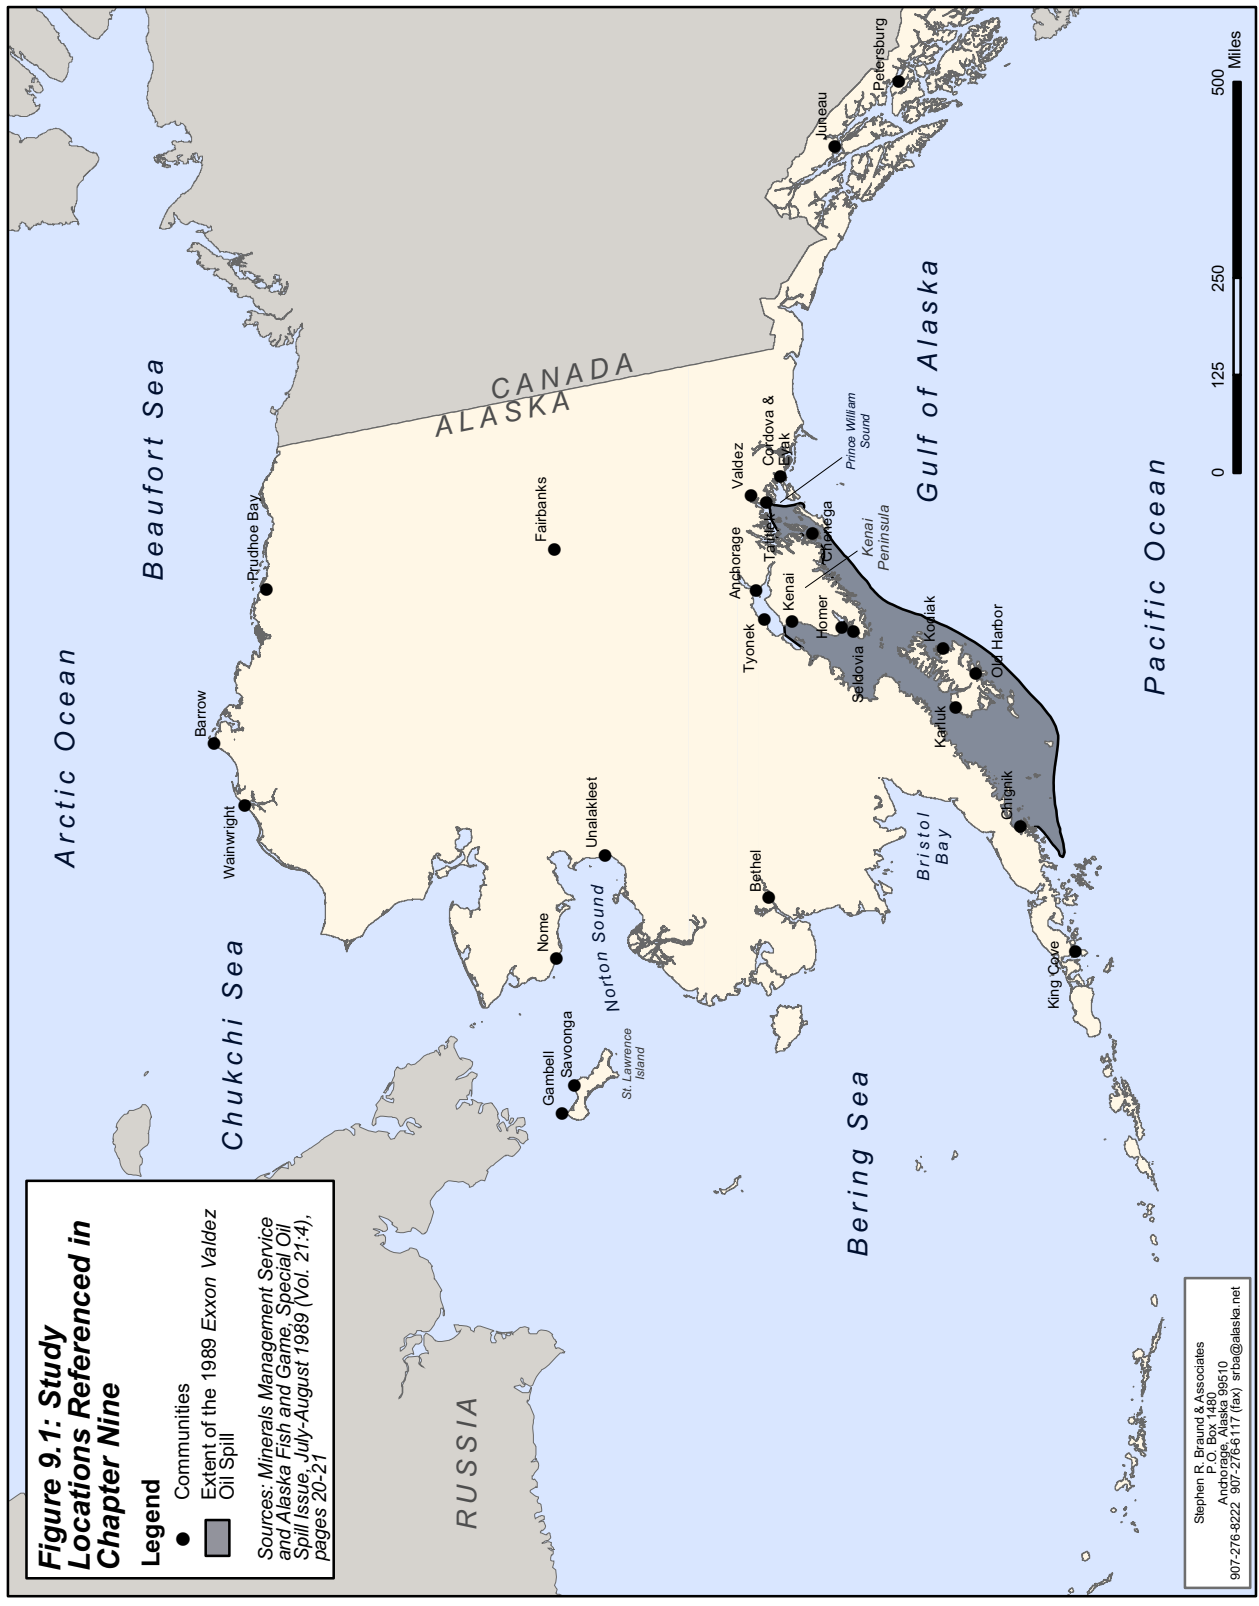 Figure 9.1: Study
Locations Referenced in
Chapter Nine
Legend
Communities
Extent of the 1989 Exxon Valdez
Oil Spill
Sources: Minerals Management Service
and Alaska Fish and Game, Special Oil
Spill Issue, July-August 1989 (Vol. 21:4),
pages 20-21
Arctic Ocean
Beaufort Sea
Chukchi Sea
Barrow
Wainwright
Prudhoe Bay
RUSSIA
CANADA
ALASKA
Fairbanks
Nome
Unalakleet
Norton Sound
Gambell
Savoonga
St. Lawrence
Island
Bethel
Bering Sea
Bristol
Bay
Anchorage
Tyonek
Kenai
Homer
Seldovia
Valdez
Tatitlek
Cordova &
Eyak
Chenega
Prince William
Sound
Kenai
Peninsula
Kodiak
Old Harbor
Karluk
Chignik
King Cove
Juneau
Petersburg
Gulf of Alaska
Pacific Ocean
0 125 250 500
Miles
Stephen R. Braund & Associates
P.O. Box 1480
Anchorage, Alaska 99510
907-276-8222 907-276-6117 (fax) srba@alaska.net